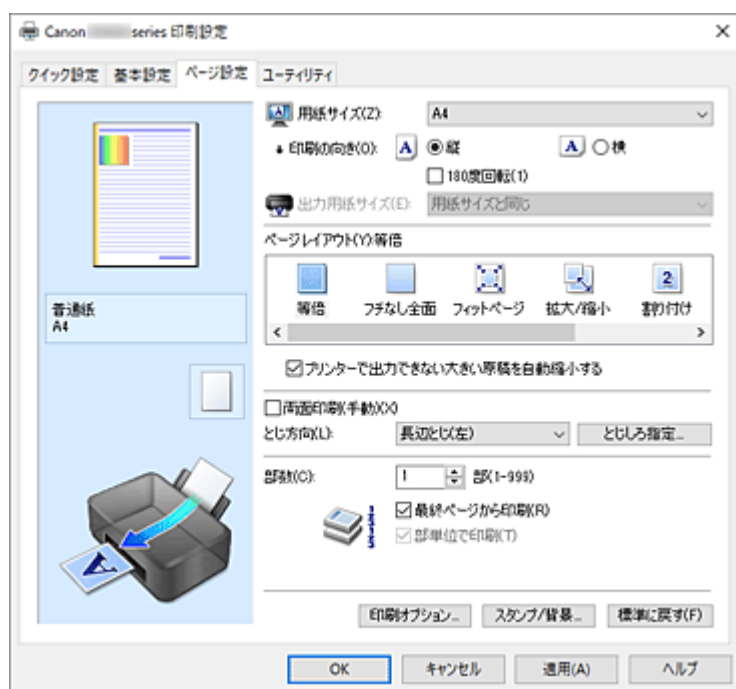 Canon series 印刷設定
クイック設定 基本設定 ページ設定 ユーティリティ
用紙サイズ(Z): A4
印刷の向き(O): A 縦 A 横
180度回転(1)
出力用紙サイズ(E): 用紙サイズと同じ
ページレイアウト(Y):等倍
等倍 フチなし全面 フィットページ 拡大/縮小 2 割り付け
普通紙
A4
プリンターで出力できない大きい原稿を自動縮小する
両面印刷(手動)(X)
とじ方向(L): 長辺とじ(左) とじしろ指定...
部数(C): 1 部(1-999)
最終ページから印刷(R)
部単位で印刷(T)
A
印刷オプション... スタンプ/背景... 標準に戻す(F)
OK キャンセル 適用(A) ヘルプ